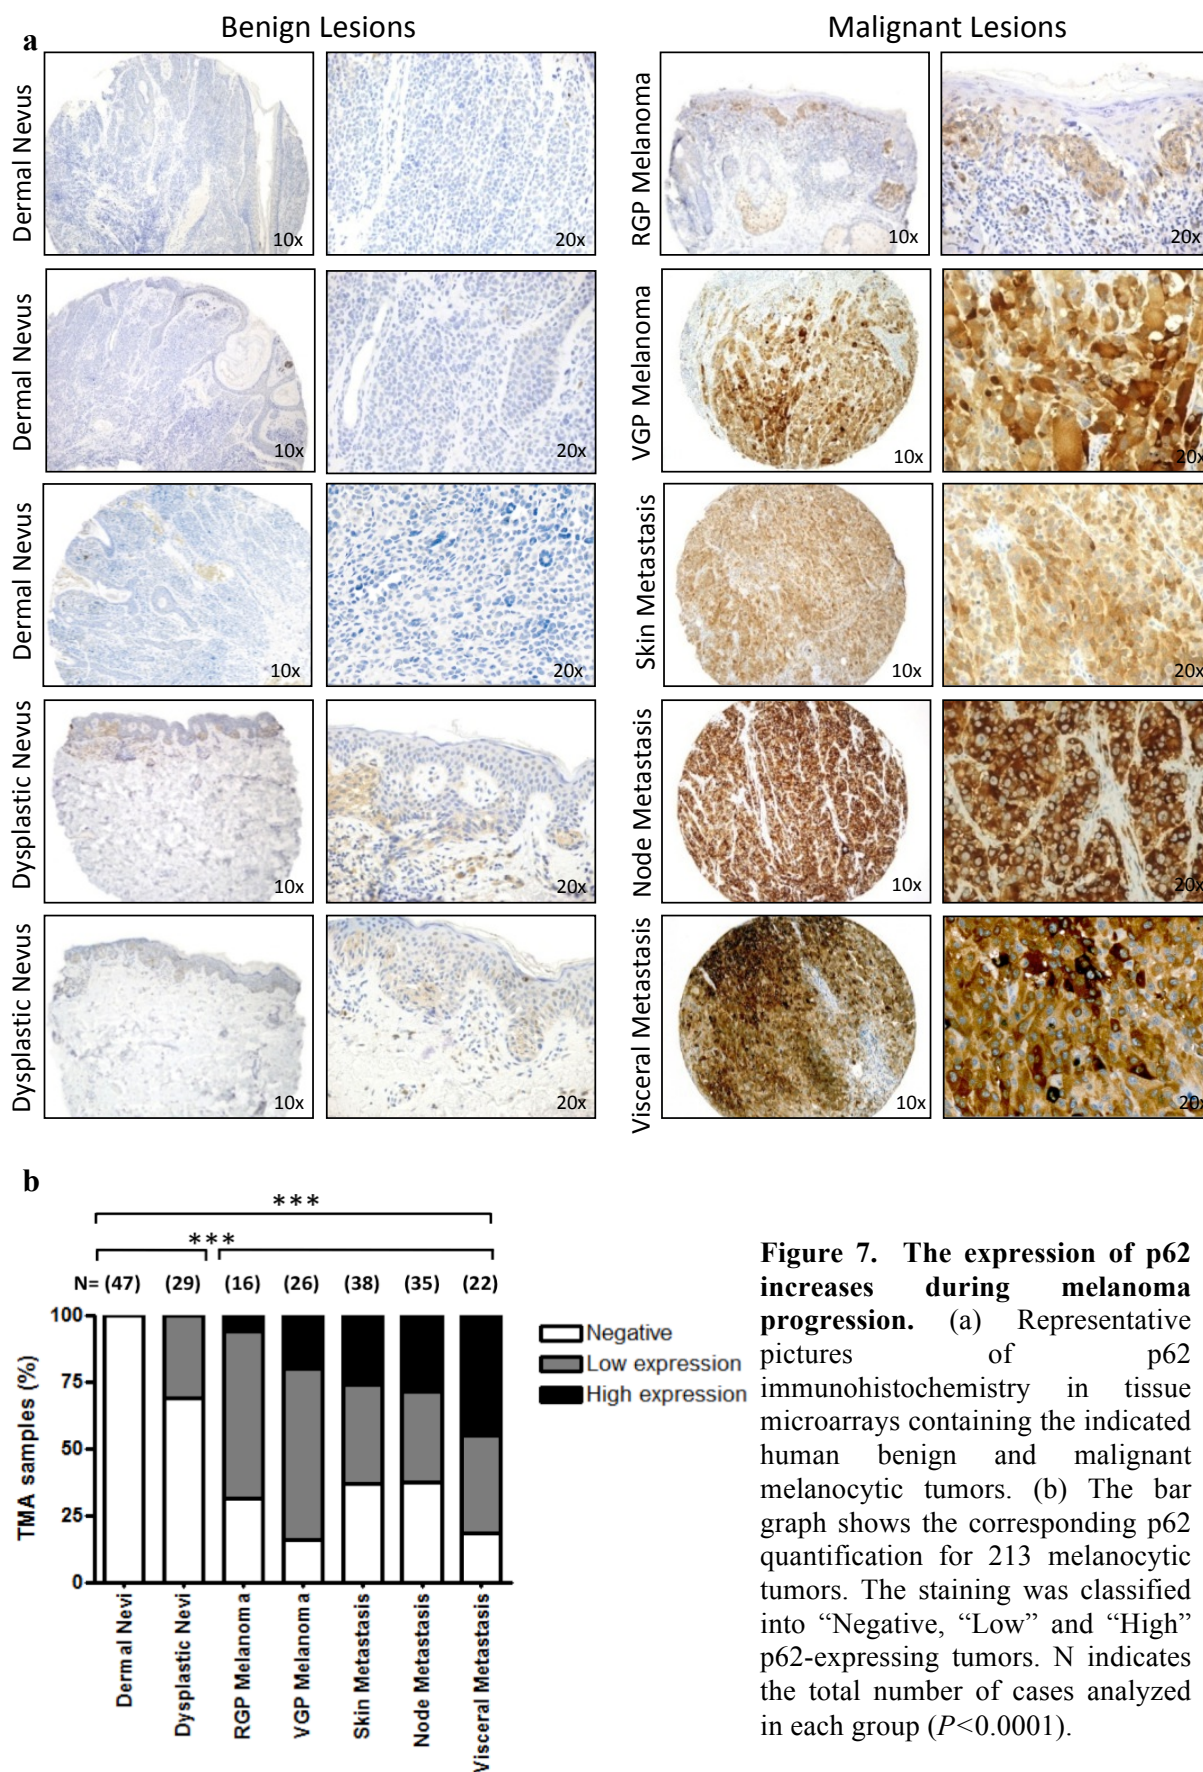 a
Benign Lesions
Malignant Lesions
Dermal Nevus
10x
20x
RGP Melanoma
10x
20x
Dermal Nevus
10x
20x
VGP Melanoma
10x
20x
Dermal Nevus
10x
20x
Skin Metastasis
10x
20x
Dysplastic Nevus
10x
20x
Node Metastasis
10x
20x
Dysplastic Nevus
10x
20x
Visceral Metastasis
10x
20x
b
***
***
N= (47) (29) (16) (26) (38) (35) (22)
TMA samples (%)
100
75
50
25
0
Dermal Nevi
Dysplastic Nevi
RGP Melanoma
VGP Melanoma
Skin Metastasis
Node Metastasis
Visceral Metastasis
Negative
Low expression
High expression
Figure 7. The expression of p62
increases during melanoma
progression. (a) Representative
pictures of p62
immunohistochemistry in tissue
microarrays containing the indicated
human benign and malignant
melanocytic tumors. (b) The bar
graph shows the corresponding p62
quantification for 213 melanocytic
tumors. The staining was classified
into “Negative, “Low” and “High”
p62-expressing tumors. N indicates
the total number of cases analyzed
in each group (P<0.0001).